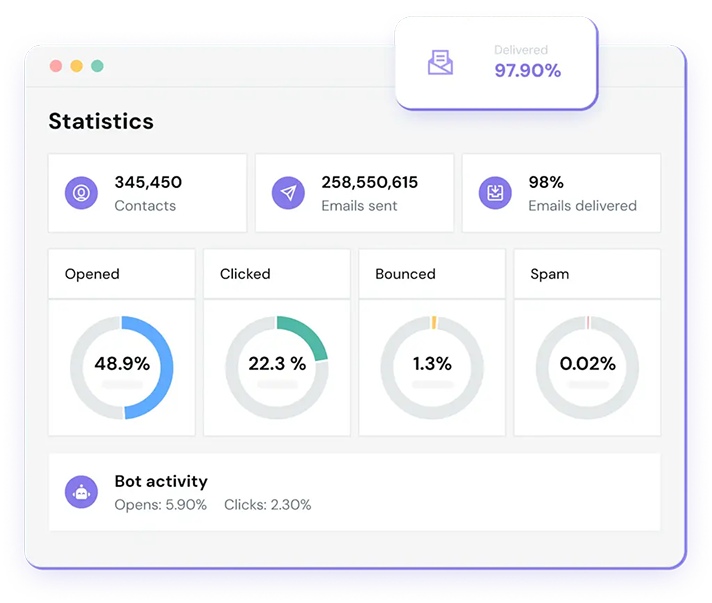 Delivered
97.90%
Statistics
345,450
Contacts
258,550,615
Emails sent
98%
Emails delivered
Opened
Clicked
Bounced
Spam
48.9%
22.3 %
1.3%
0.02%
Bot activity
Opens: 5.90% Clicks: 2.30%